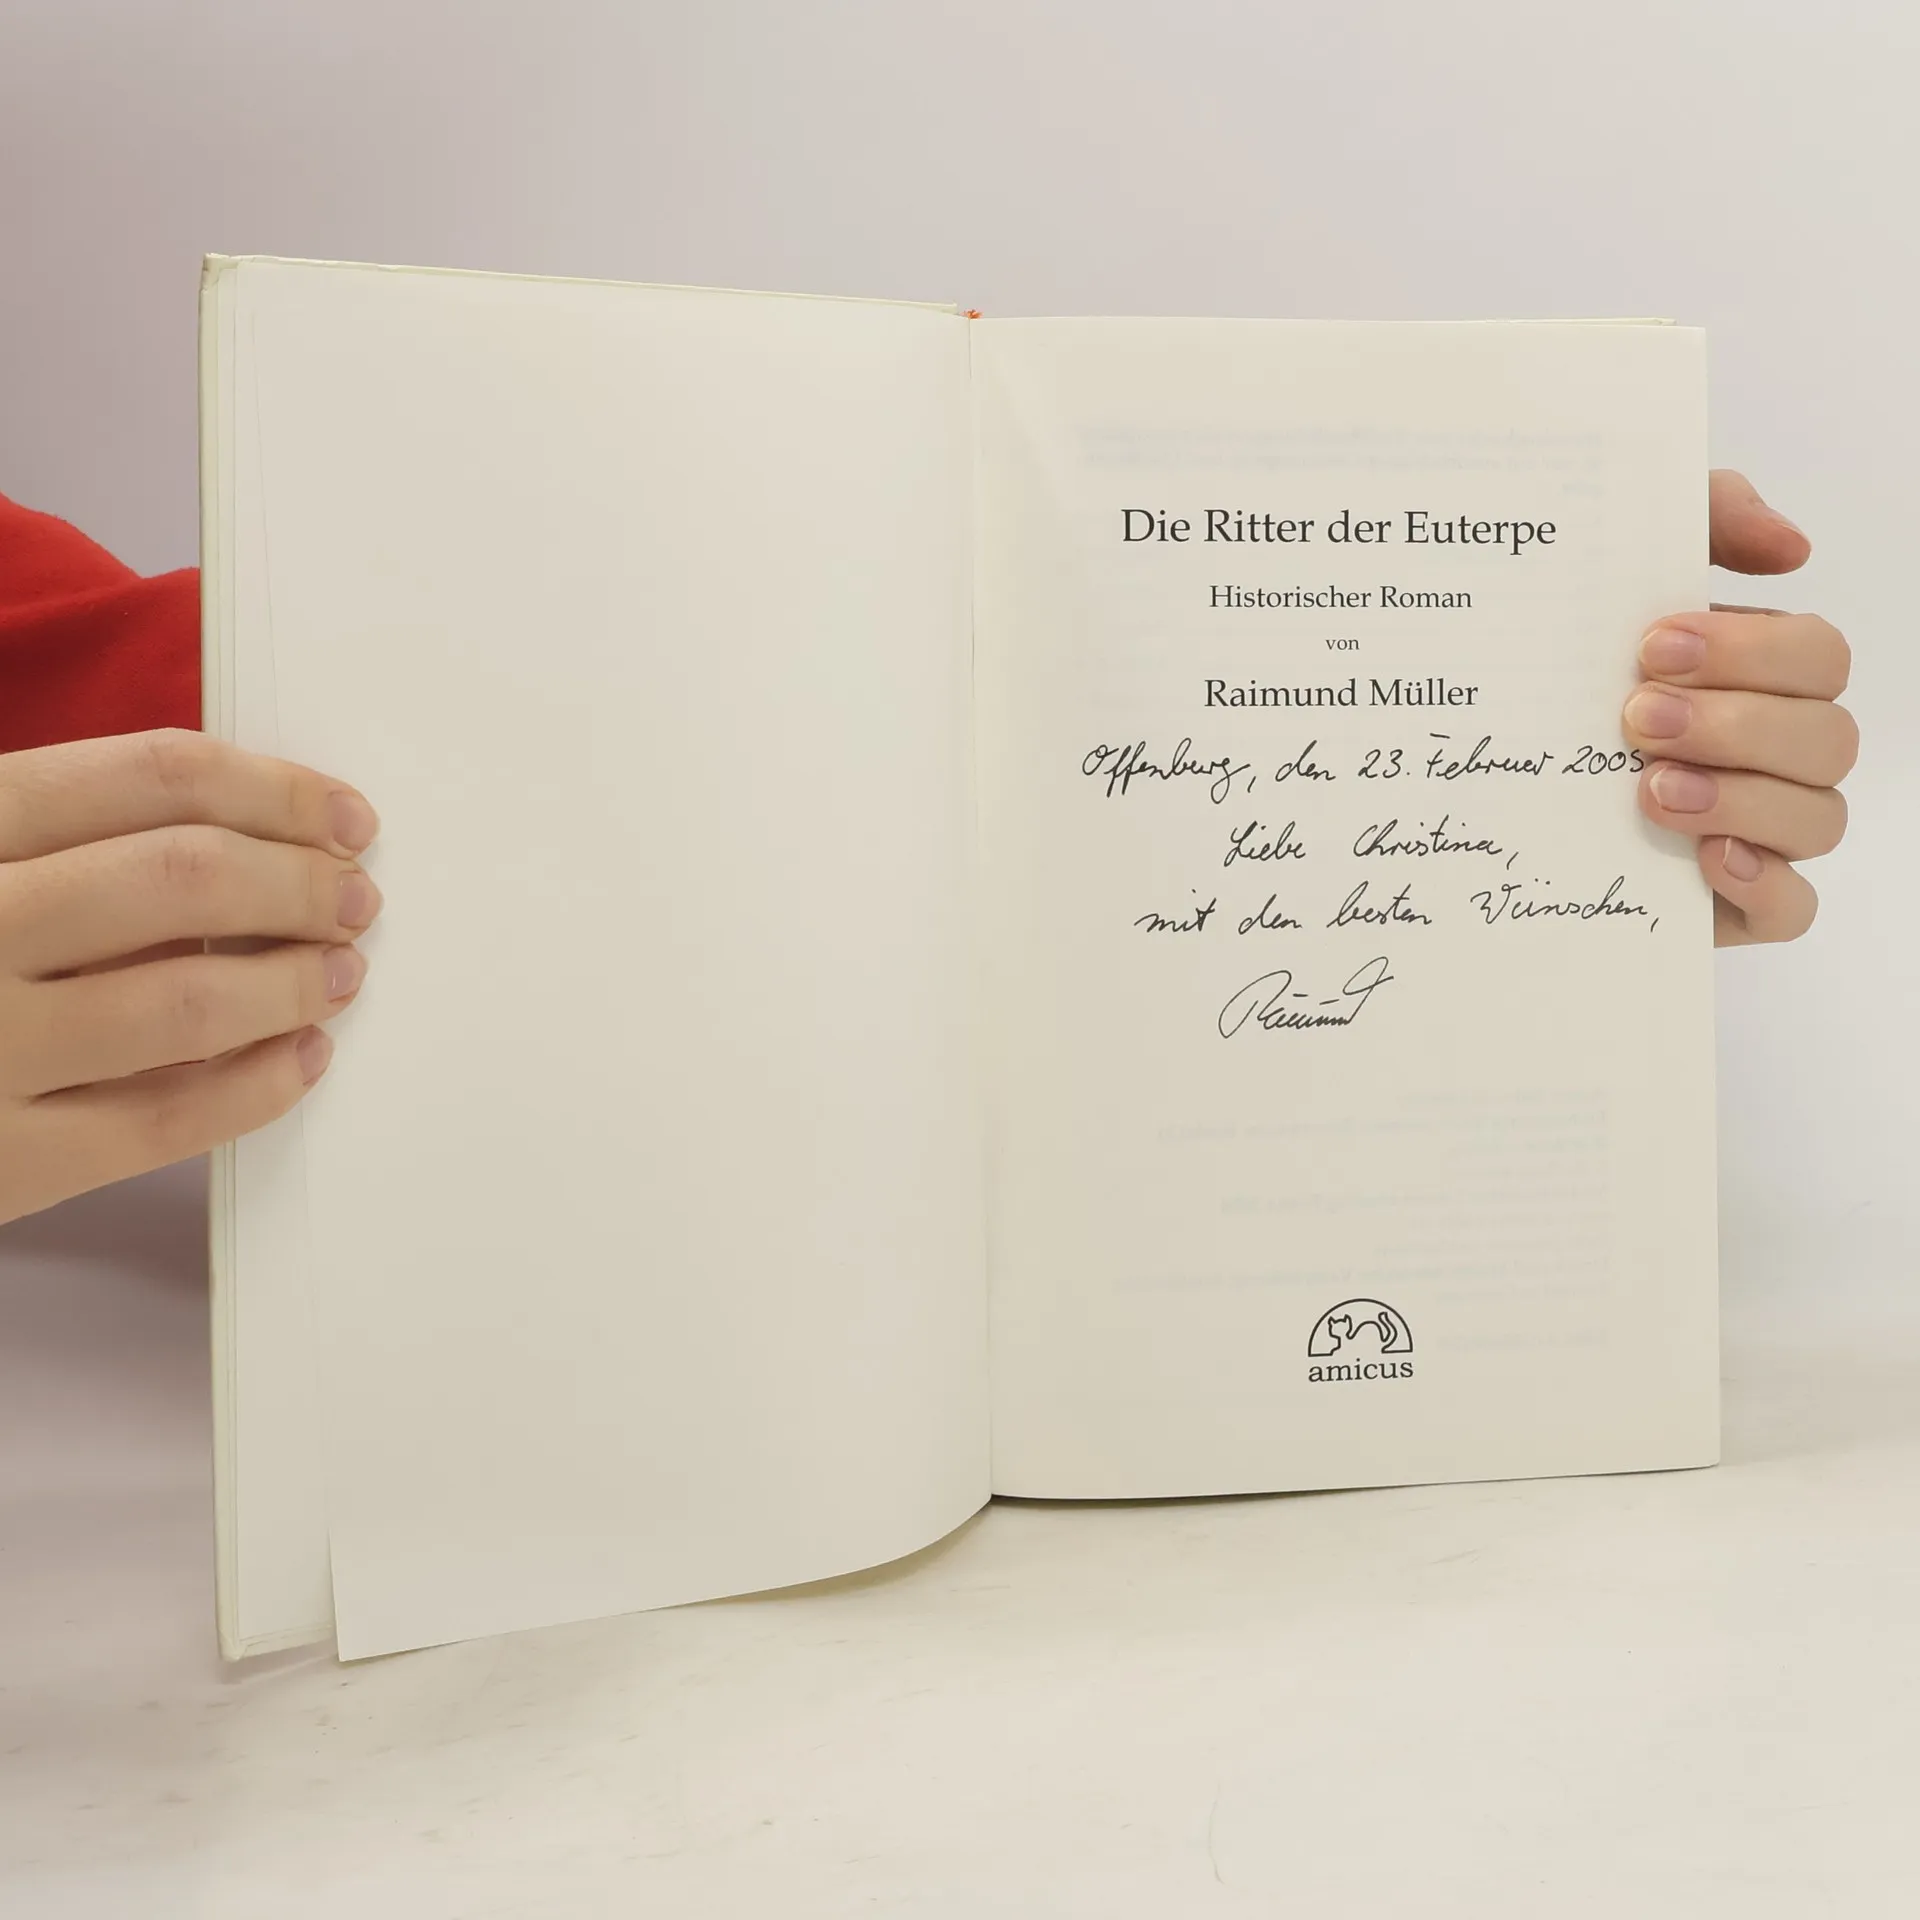 Die Ritter der Euterpe
Historischer Roman
von
Raimund Müller
Offenburg, den 23. Februar 2005
Liebe Christina,
mit den besten Wünschen,
Raimund
amicus